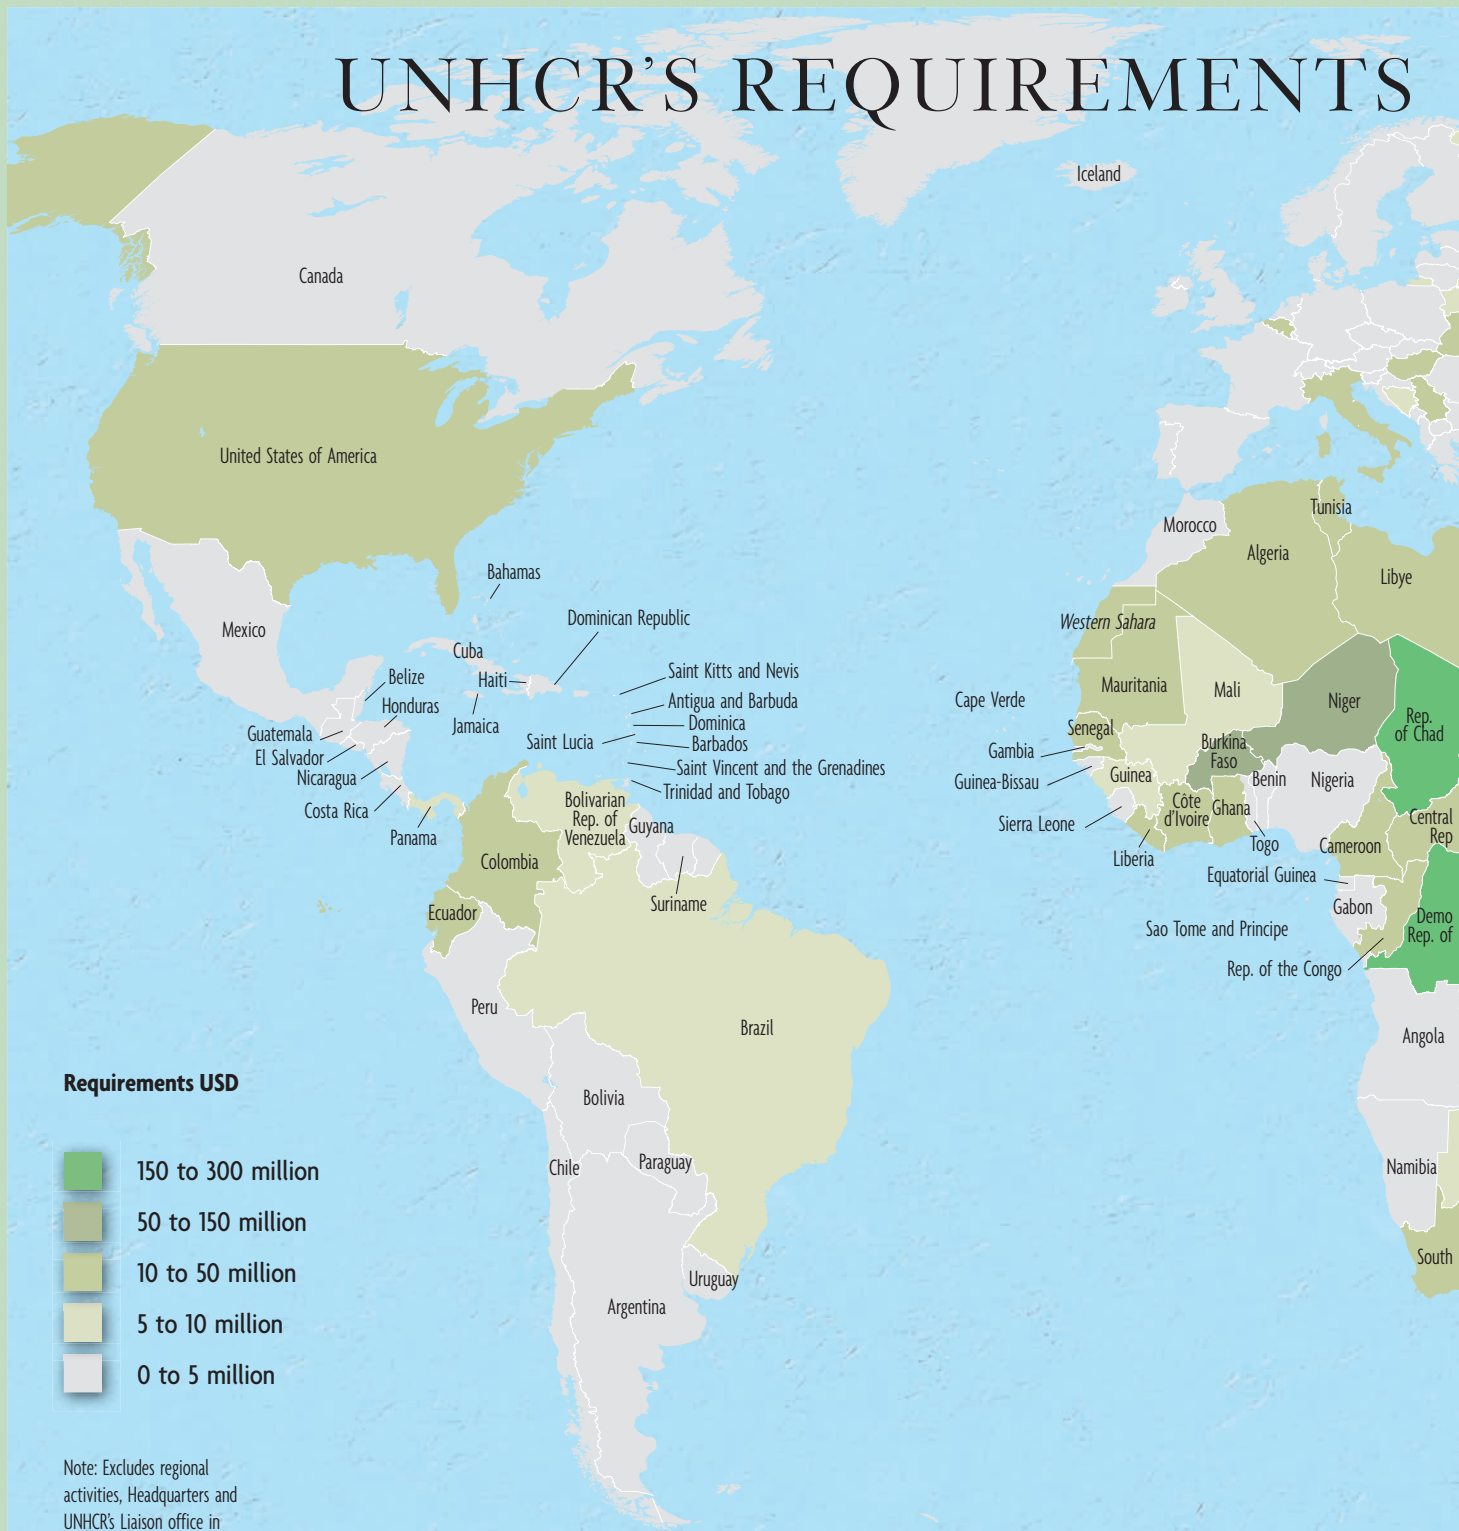 UNHCR'S REQUIREMENTS
Iceland
Canada
United States of America
Tunisia
Morocco
Algeria
Libye
Bahamas
Dominican Republic
Western Sahara
Mexico
Cuba
Haiti
Belize
Saint Kitts and Nevis
Mauritania
Mali
Niger
Honduras
Antigua and Barbuda
Cape Verde
Jamaica
Dominica
Senegal
Rep.
of Chad
Guatemala
Saint Lucia
Barbados
Gambia
Burkina
Faso
El Salvador
Saint Vincent and the Grenadines
Nicaragua
Guinea-Bissau
Guinea
Benin
Nigeria
Trinidad and Tobago
Costa Rica
Bolivarian
Rep. of
Venezuela
Côte
d'Ivoire
Ghana
Panama
Guyana
Sierra Leone
Central
Rep
Liberia
Togo
Cameroon
Colombia
Equatorial Guinea
Suriname
Ecuador
Gabon
Demo
Rep. of
Sao Tome and Principe
Rep. of the Congo
Peru
Brazil
Angola
Bolivia
Chile
Paraguay
Namibia
Uruguay
South
Argentina
Requirements USD
150 to 300 million
50 to 150 million
10 to 50 million
5 to 10 million
0 to 5 million
Note: Excludes regional
activities, Headquarters and
UNHCR's Liaison office in